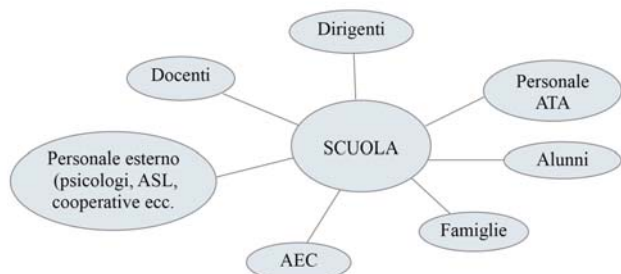 Dirigenti
Docenti
Personale
ATA
SCUOLA
Alunni
Personale esterno
(psicologi, ASL,
cooperative ecc.
Famiglie
AEC